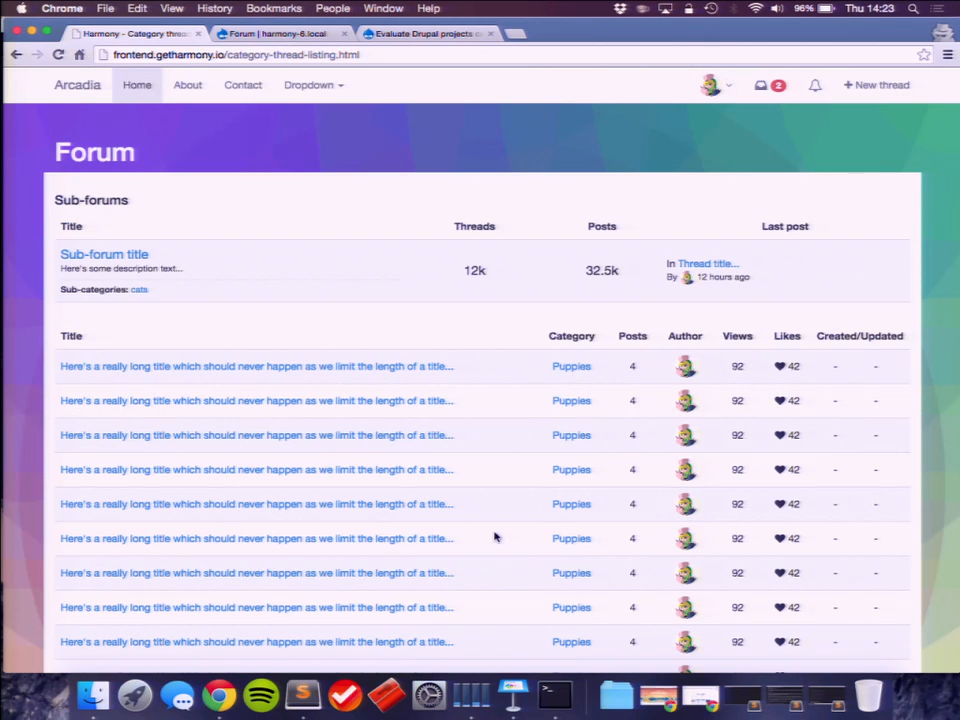 Chrome File Edit View History Bookmarks People Window Help 96% Thu 14:23
Harmony - Category threa Forum | harmony-6.local Evaluate Drupal projects o
frontend.getharmony.io/category-thread-listing.html
Arcadia Home About Contact Dropdown 2 + New thread
Forum
Sub-forums
Title Threads Posts Last post
Sub-forum title
Here's some description text...
Sub-categories: cats
12k 32.5k
In Thread title...
By 12 hours ago
Title Category Posts Author Views Likes Created/Updated
Here's a really long title which should never happen as we limit the length of a title... Puppies 4 92 42 - -
Here's a really long title which should never happen as we limit the length of a title... Puppies 4 92 42 - -
Here's a really long title which should never happen as we limit the length of a title... Puppies 4 92 42 - -
Here's a really long title which should never happen as we limit the length of a title... Puppies 4 92 42 - -
Here's a really long title which should never happen as we limit the length of a title... Puppies 4 92 42 - -
Here's a really long title which should never happen as we limit the length of a title... Puppies 4 92 42 - -
Here's a really long title which should never happen as we limit the length of a title... Puppies 4 92 42 - -
Here's a really long title which should never happen as we limit the length of a title... Puppies 4 92 42 - -
Here's a really long title which should never happen as we limit the length of a title... Puppies 4 92 42 - -